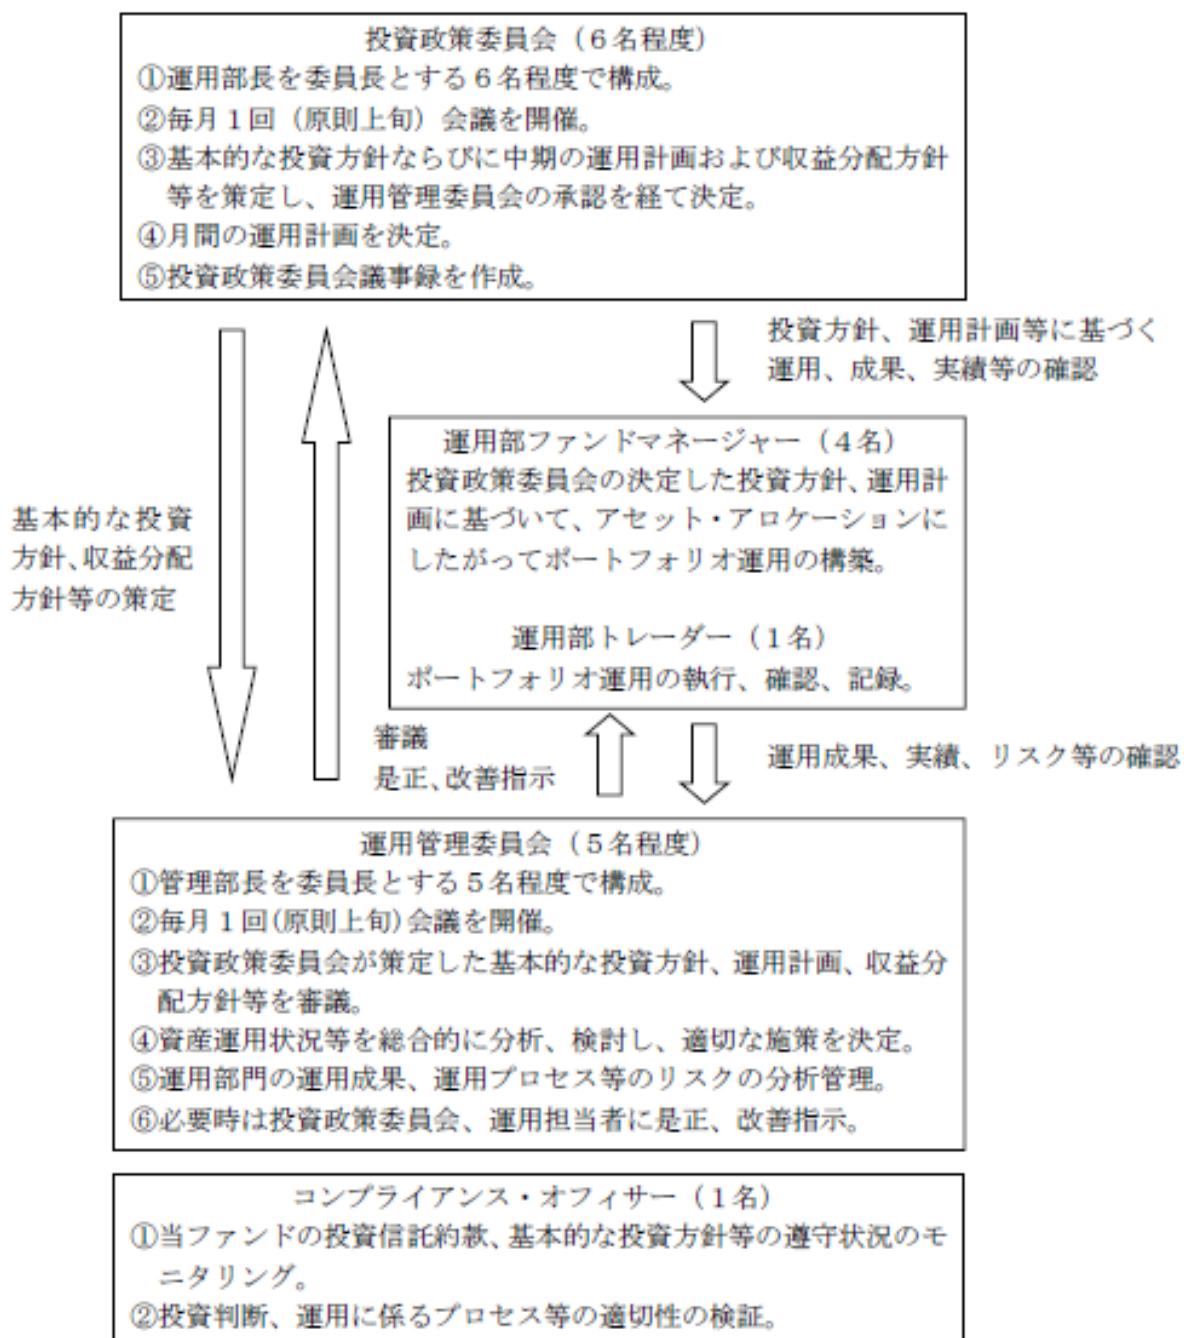 投資政策委員会（６名程度）
①運用部長を委員長とする６名程度で構成。
②毎月１回（原則上旬）会議を開催。
③基本的な投資方針ならびに中期の運用計画および収益分配方針
等を策定し、運用管理委員会の承認を経て決定。
④月間の運用計画を決定。
⑤投資政策委員会議事録を作成。
投資方針、運用計画等に基づく
運用、成果、実績等の確認
運用部ファンドマネージャー（４名）
投資政策委員会の決定した投資方針、運用計
画に基づいて、アセット・アロケーションに
したがってポートフォリオ運用の構築。
運用部トレーダー（１名）
ポートフォリオ運用の執行、確認、記録。
基本的な投資
方針、収益分配
方針等の策定
審議
是正、改善指示
運用成果、実績、リスク等の確認
運用管理委員会（５名程度）
①管理部長を委員長とする５名程度で構成。
②毎月１回(原則上旬)会議を開催。
③投資政策委員会が策定した基本的な投資方針、運用計画、収益分
配方針等を審議。
④資産運用状況等を総合的に分析、検討し、適切な施策を決定。
⑤運用部門の運用成果、運用プロセス等のリスクの分析管理。
⑥必要時は投資政策委員会、運用担当者に是正、改善指示。
コンプライアンス・オフィサー（１名）
①当ファンドの投資信託約款、基本的な投資方針等の遵守状況のモ
ニタリング。
②投資判断、運用に係るプロセス等の適切性の検証。